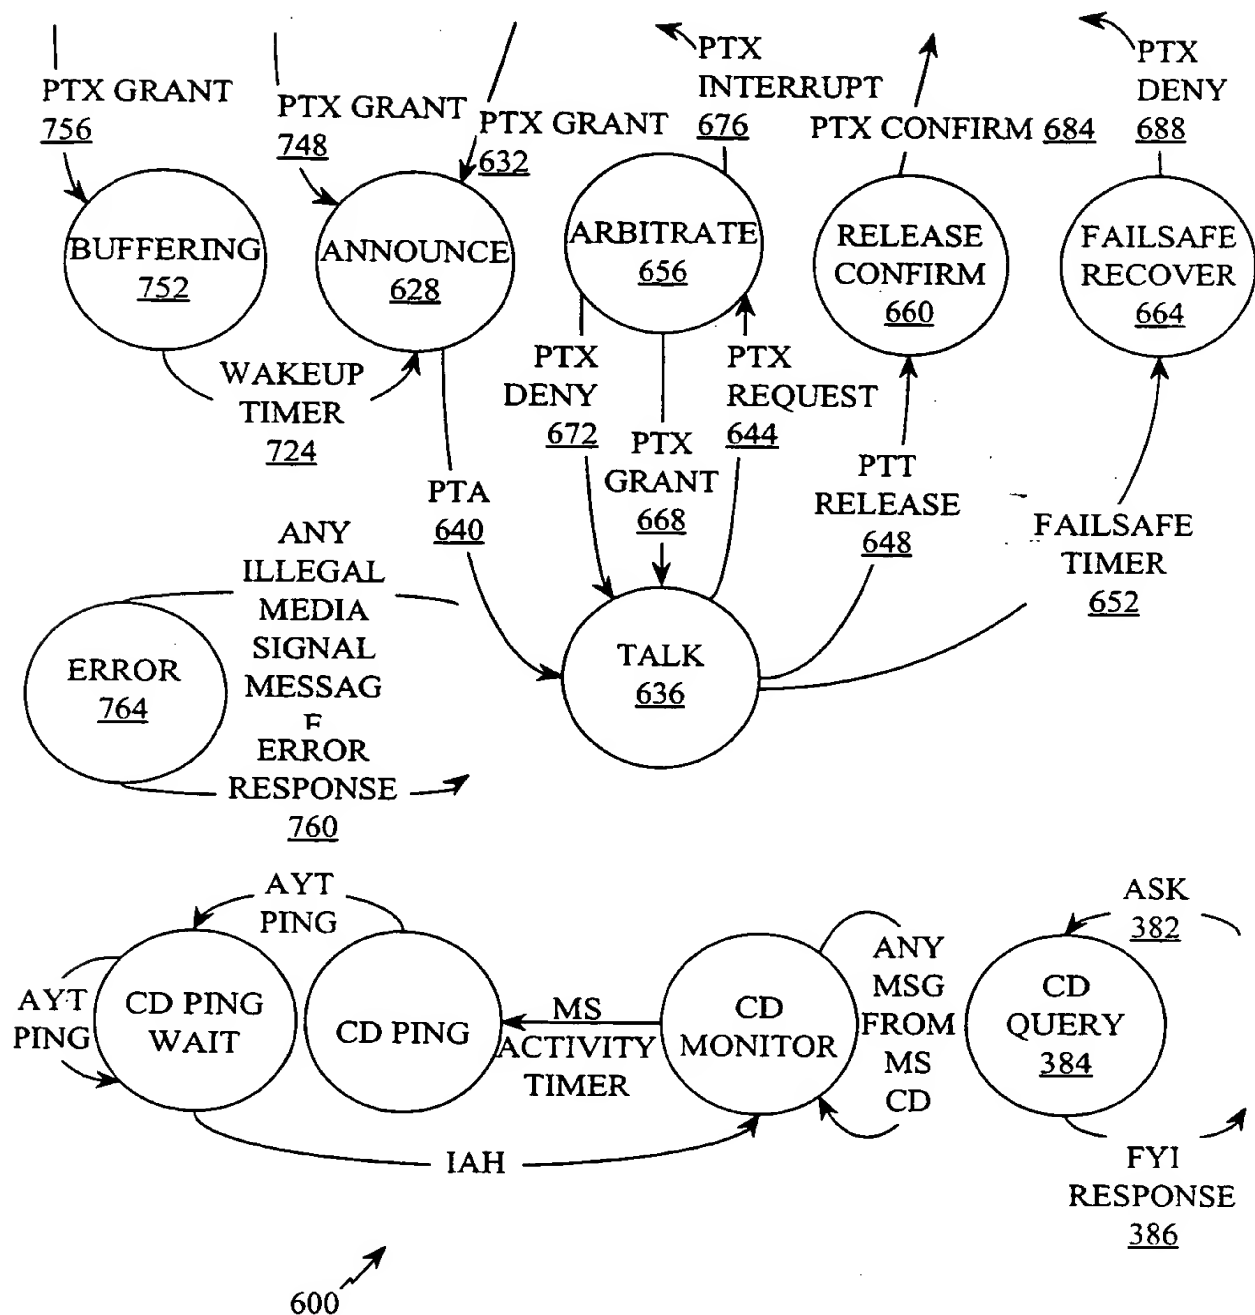 PTX GRANT
756
PTX GRANT
748
PTX GRANT
632
PTX
INTERRUPT
676
PTX CONFIRM 684
PTX
DENY
688
BUFFERING
752
ANNOUNCE
628
ARBITRATE
656
RELEASE
CONFIRM
660
FAILSAFE
RECOVER
664
WAKEUP
TIMER
724
PTX
DENY
672
PTX
GRANT
668
PTX
REQUEST
644
PTA
640
PTT
RELEASE
648
FAILSAFE
TIMER
652
ANY
ILLEGAL
MEDIA
SIGNAL
MESSAG
E
ERROR
764
TALK
636
ERROR
RESPONSE
760
AYT
PING
AYT
PING
CD PING
WAIT
CD PING
MS
ACTIVITY
TIMER
CD
MONITOR
ANY
MSG
FROM
MS
CD
ASK
382
CD
QUERY
384
IAH
FYI
RESPONSE
386
600